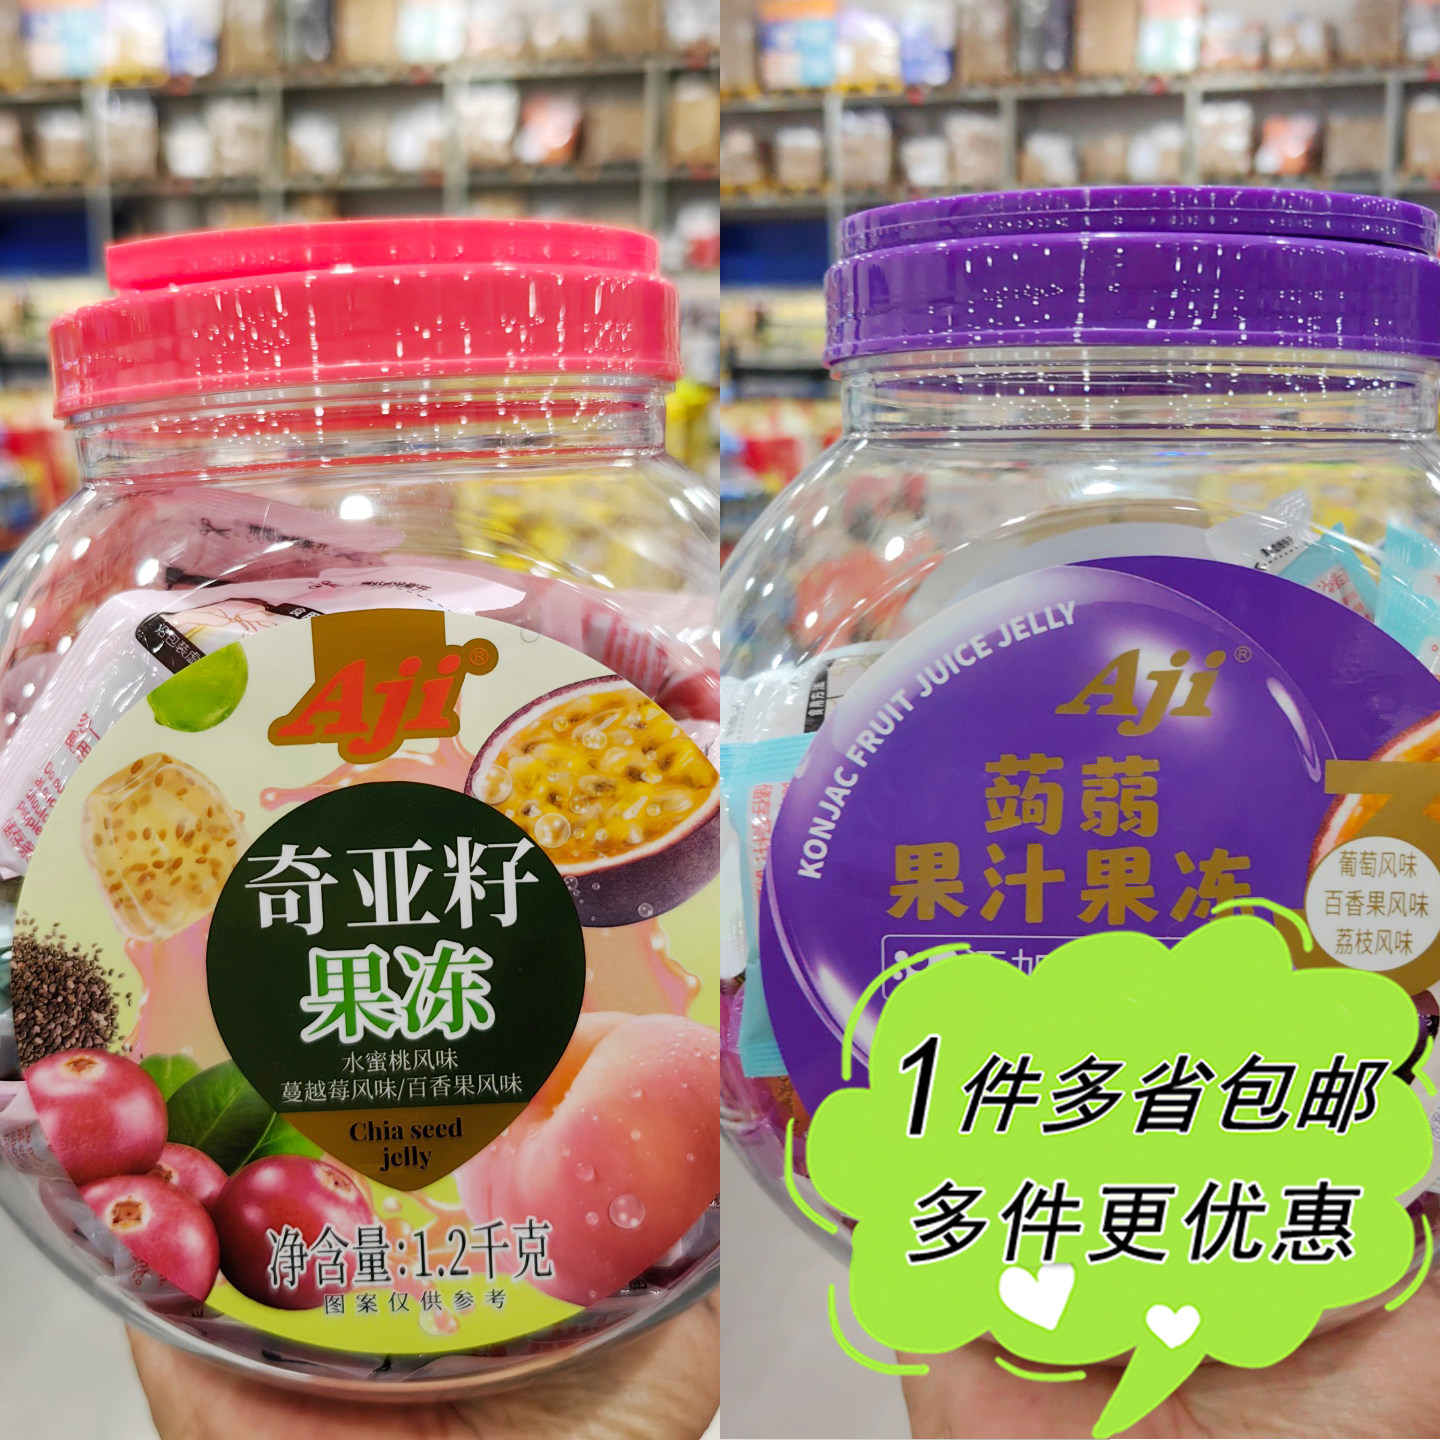 Aji®
奇亚籽
果冻
水蜜桃风味
蔓越莓风味/百香果风味
Chia seed
jelly
净含量:1.2千克
图案仅供参考
KONJAC FRUIT JUICE JELLY
Aji®
蒟蒻
果汁果冻
葡萄风味
百香果风味
荔枝风味
1件多省包邮
多件更优惠